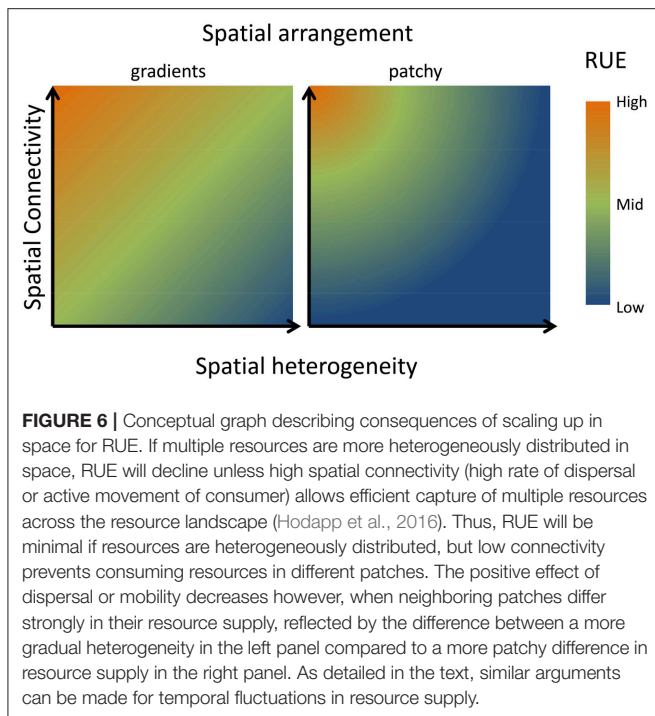 Spatial arrangement
gradients
patchy
RUE
High
Mid
Low
Spatial Connectivity
Spatial heterogeneity
FIGURE 6 | Conceptual graph describing consequences of scaling up in
space for RUE. If multiple resources are more heterogeneously distributed in
space, RUE will decline unless high spatial connectivity (high rate of dispersal
or active movement of consumer) allows efficient capture of multiple resources
across the resource landscape (Hodapp et al., 2016). Thus, RUE will be
minimal if resources are heterogeneously distributed, but low connectivity
prevents consuming resources in different patches. The positive effect of
dispersal or mobility decreases however, when neighboring patches differ
strongly in their resource supply, reflected by the difference between a more
gradual heterogeneity in the left panel compared to a more patchy difference in
resource supply in the right panel. As detailed in the text, similar arguments
can be made for temporal fluctuations in resource supply.